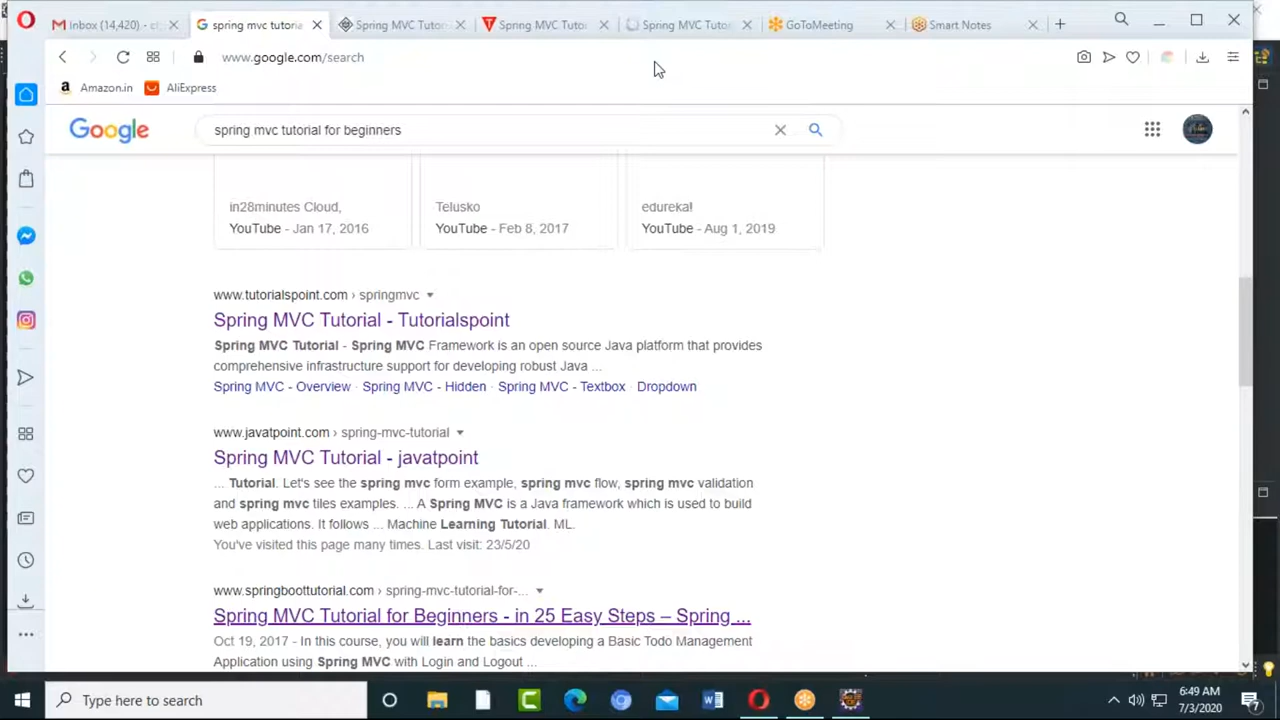 Inbox (14,420) - c
spring mvc tutoria
Spring MVC Tutor
Spring MVC Tutor
Spring MVC Tuto
GoToMeeting
Smart Notes
www.google.com/search
Amazon.in
AliExpress
Google
spring mvc tutorial for beginners
in28minutes Cloud,
Telusko
edureka!
YouTube - Jan 17, 2016
YouTube - Feb 8, 2017
YouTube - Aug 1, 2019
www.tutorialspoint.com › springmvc
Spring MVC Tutorial - Tutorialspoint
Spring MVC Tutorial - Spring MVC Framework is an open source Java platform that provides
comprehensive infrastructure support for developing robust Java ...
Spring MVC - Overview · Spring MVC - Hidden · Spring MVC - Textbox · Dropdown
www.javatpoint.com › spring-mvc-tutorial
Spring MVC Tutorial - javatpoint
... Tutorial. Let's see the spring mvc form example, spring mvc flow, spring mvc validation
and spring mvc tiles examples. ... A Spring MVC is a Java framework which is used to build
web applications. It follows ... Machine Learning Tutorial. ML.
You've visited this page many times. Last visit: 23/5/20
www.springboottutorial.com › spring-mvc-tutorial-for-...
Spring MVC Tutorial for Beginners - in 25 Easy Steps – Spring ...
Oct 19, 2017 - In this course, you will learn the basics developing a Basic Todo Management
Application using Spring MVC with Login and Logout ...
Type here to search
6:49 AM
7/3/2020